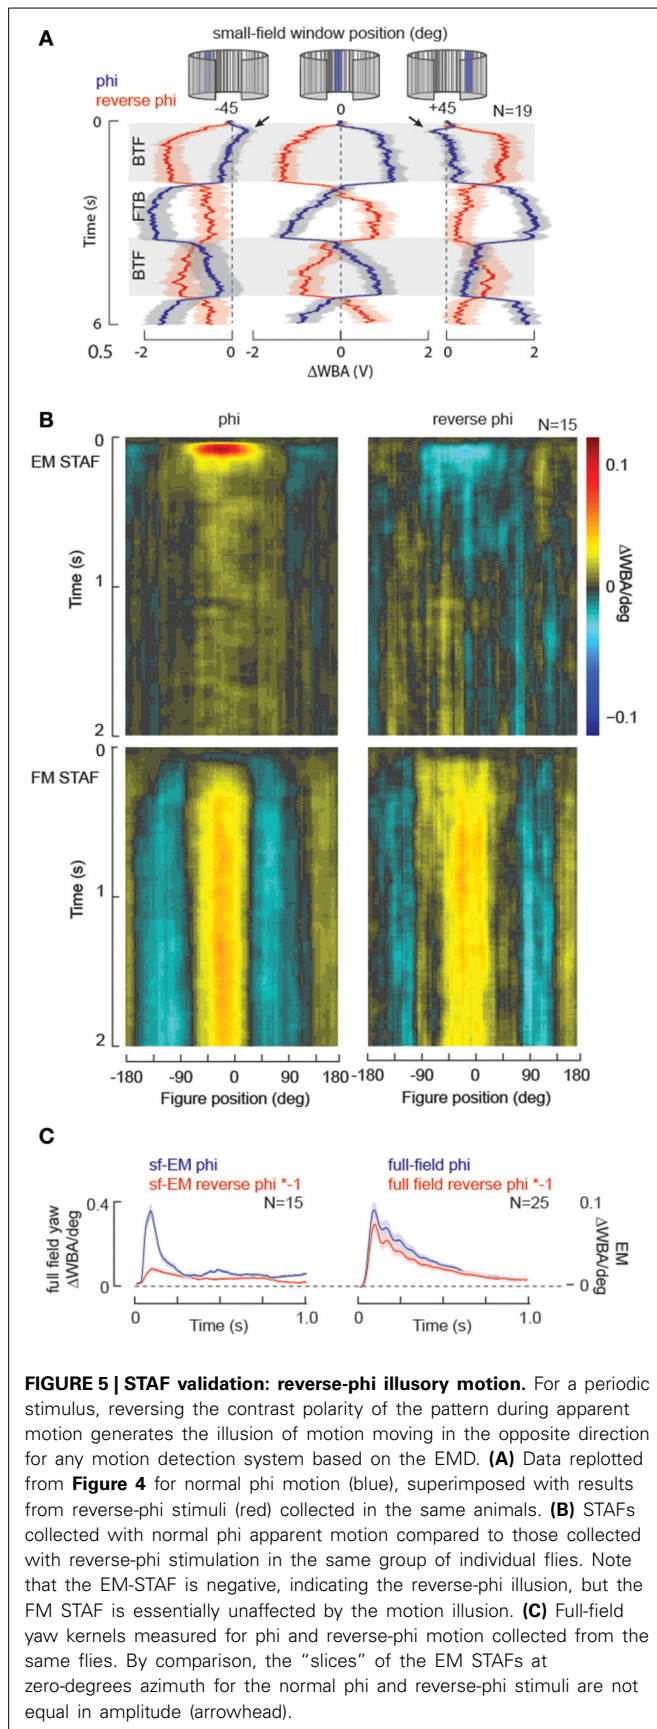 A
small-field window position (deg)
phi
reverse phi
-45
0
+45
N=19
0
BTF
FTB
BTF
Time (s)
6
0.5
-2
0
-2
0
2
0
2
ΔWBA (V)
B
phi
reverse phi
N=15
0
EM STAF
Time (s)
1
2
0.1
0
−0.1
ΔWBA/deg
0
FM STAF
Time (s)
1
2
-180
-90
0
90
180
-180
-90
0
90
180
Figure position (deg)
Figure position (deg)
C
sf-EM phi
sf-EM reverse phi *-1
N=15
full-field phi
full field reverse phi *-1
N=25
full field yaw
ΔWBA/deg
0.4
0
0.1
0
EM
ΔWBA/deg
0
1.0
0
1.0
Time (s)
Time (s)
FIGURE 5 | STAF validation: reverse-phi illusory motion. For a periodic
stimulus, reversing the contrast polarity of the pattern during apparent
motion generates the illusion of motion moving in the opposite direction
for any motion detection system based on the EMD. (A) Data replotted
from Figure 4 for normal phi motion (blue), superimposed with results
from reverse-phi stimuli (red) collected in the same animals. (B) STAFs
collected with normal phi apparent motion compared to those collected
with reverse-phi stimulation in the same group of individual flies. Note
that the EM-STAF is negative, indicating the reverse-phi illusion, but the
FM STAF is essentially unaffected by the motion illusion. (C) Full-field
yaw kernels measured for phi and reverse-phi motion collected from the
same flies. By comparison, the “slices” of the EM STAFs at
zero-degrees azimuth for the normal phi and reverse-phi stimuli are not
equal in amplitude (arrowhead).